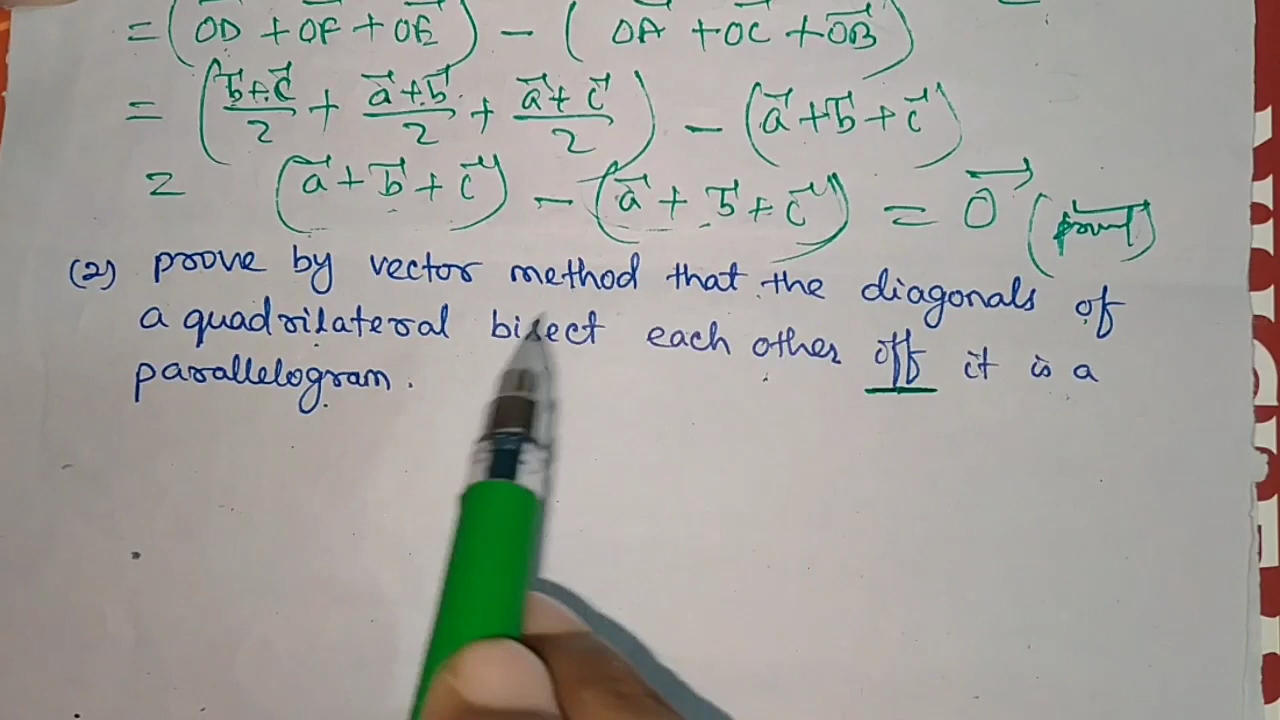 = (OD + OF + OE) - (OA + OC + OB)
= ((b⃗+c⃗)/2 + (a⃗+b⃗)/2 + (a⃗+c⃗)/2) - (a⃗+b⃗+c⃗)
= (a⃗+b⃗+c⃗) - (a⃗+b⃗+c⃗) = 0⃗ (proved)
(2) prove by vector method that the diagonals of
a quadrilateral bisect each other iff it is a
parallelogram.